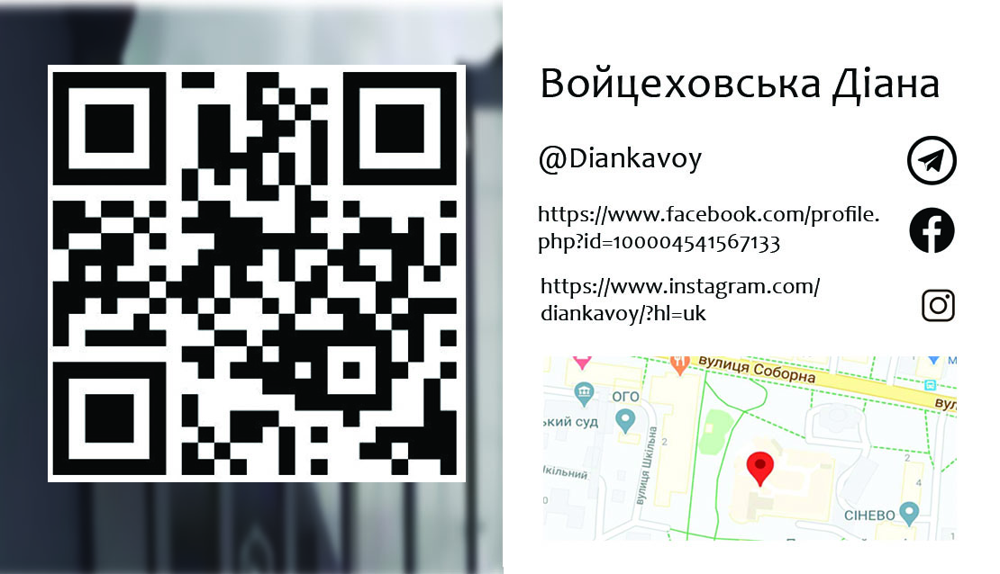 Войцеховська Діана
@Diankavoy
https://www.facebook.com/profile.
php?id=100004541567133
https://www.instagram.com/
diankavoy/?hl=uk
вулиця Соборна
вул
ОГО
ький суд
2
вулиця Шкільна
Шкільний
2
4
СІНЕВО
1